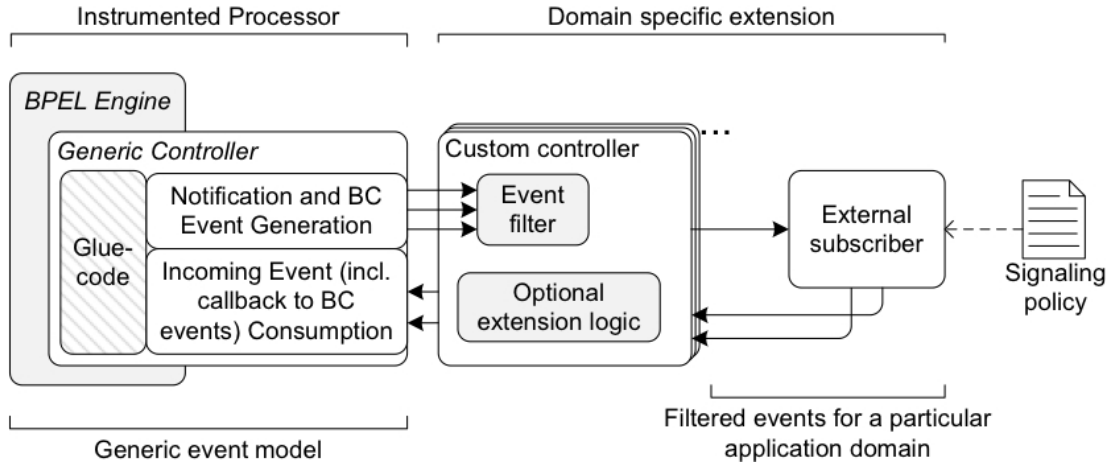 Instrumented Processor
Domain specific extension
BPEL Engine
Generic Controller
Glue-
code
Notification and BC
Event Generation
Incoming Event (incl.
callback to BC
events) Consumption
Custom controller
...
Event
filter
Optional
extension logic
External
subscriber
Signaling
policy
Generic event model
Filtered events for a particular
application domain